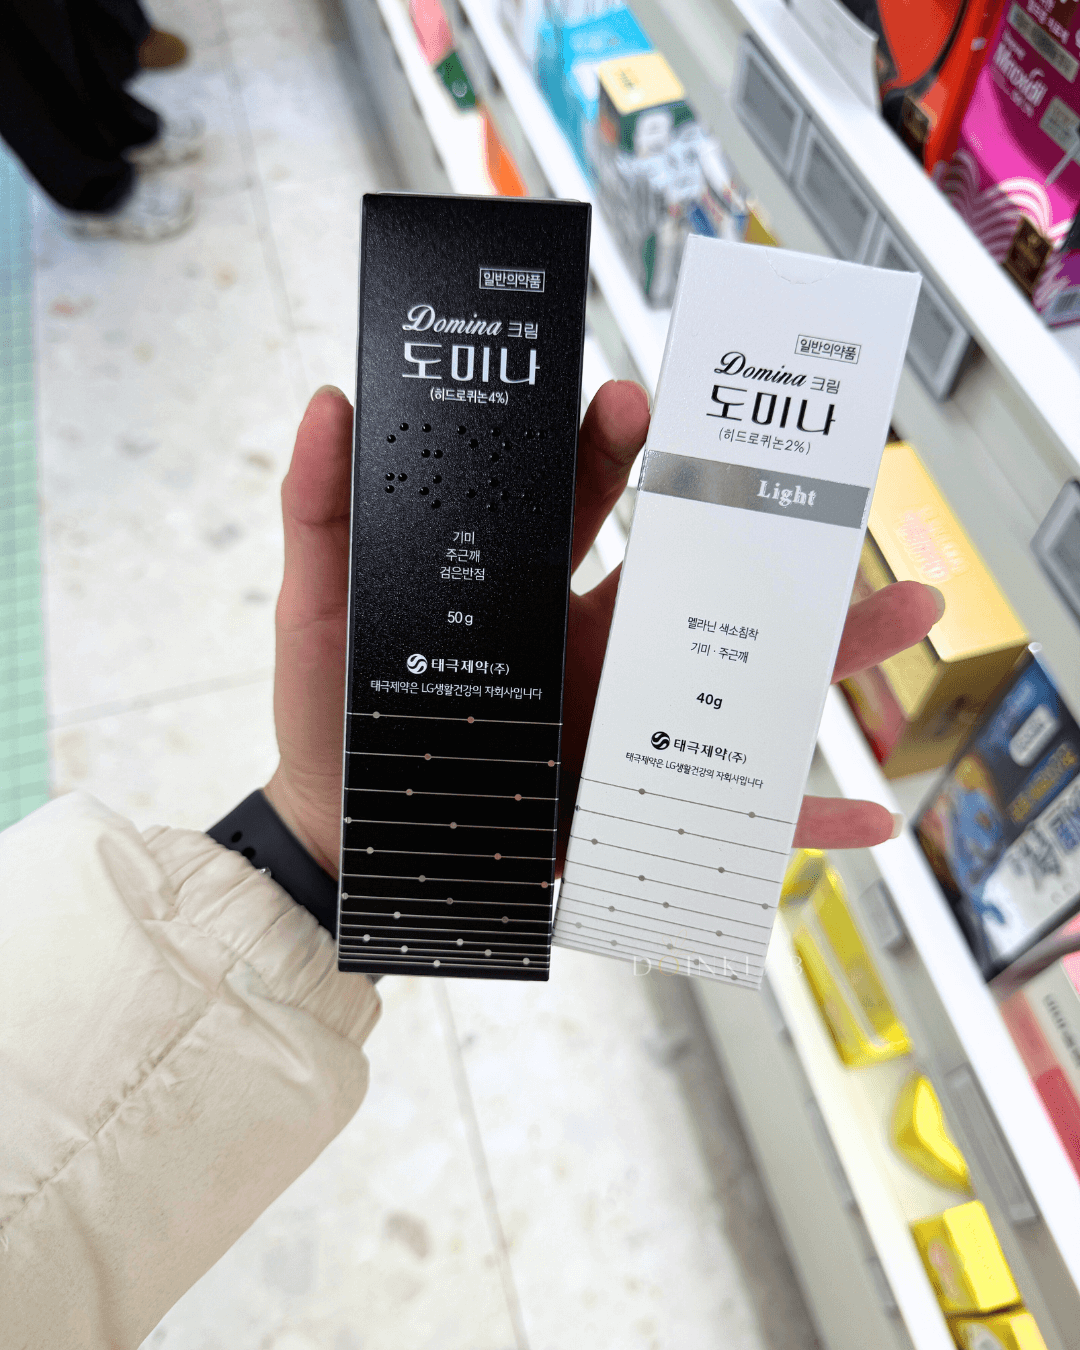 일반의약품
Domina 크림
도미나
(히드로퀴논4%)
기미
주근깨
검은반점
50g
태극제약(주)
태극제약은 LG생활건강의 자회사입니다
일반의약품
Domina 크림
도미나
(히드로퀴논2%)
Light
멜라닌 색소침착
기미·주근깨
40g
태극제약(주)
태극제약은 LG생활건강의 자회사입니다